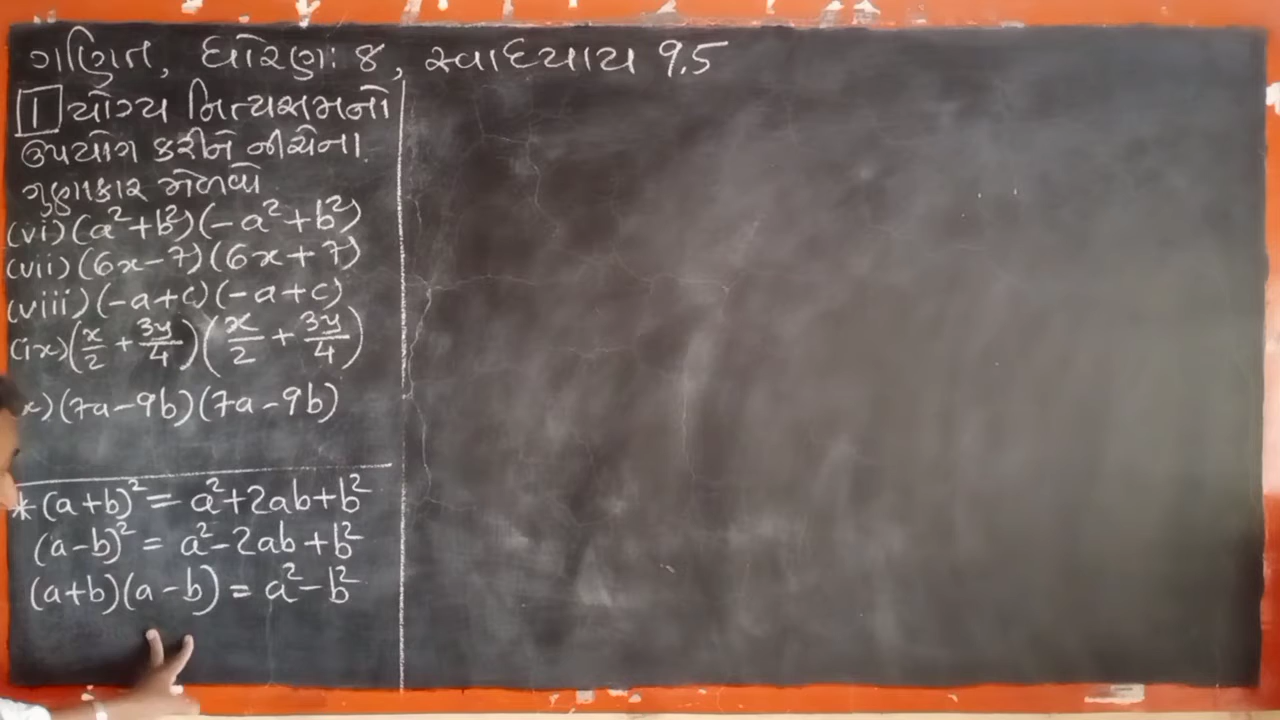 ગણિત, ધોરણ: ૪, સ્વાધ્યાય 9.5
1 યોગ્ય નિત્યસમનો
ઉપયોગ કરીને નીચેના
ગુણાકાર મેળવો
(vi) (a²+b²)(-a²+b²)
(vii) (6x-7)(6x+7)
(viii) (-a+c)(-a+c)
(ix) (x/2 + 3y/4)(x/2 + 3y/4)
x) (7a-9b)(7a-9b)
* (a+b)² = a²+2ab+b²
(a-b)² = a²-2ab+b²
(a+b)(a-b) = a²-b²